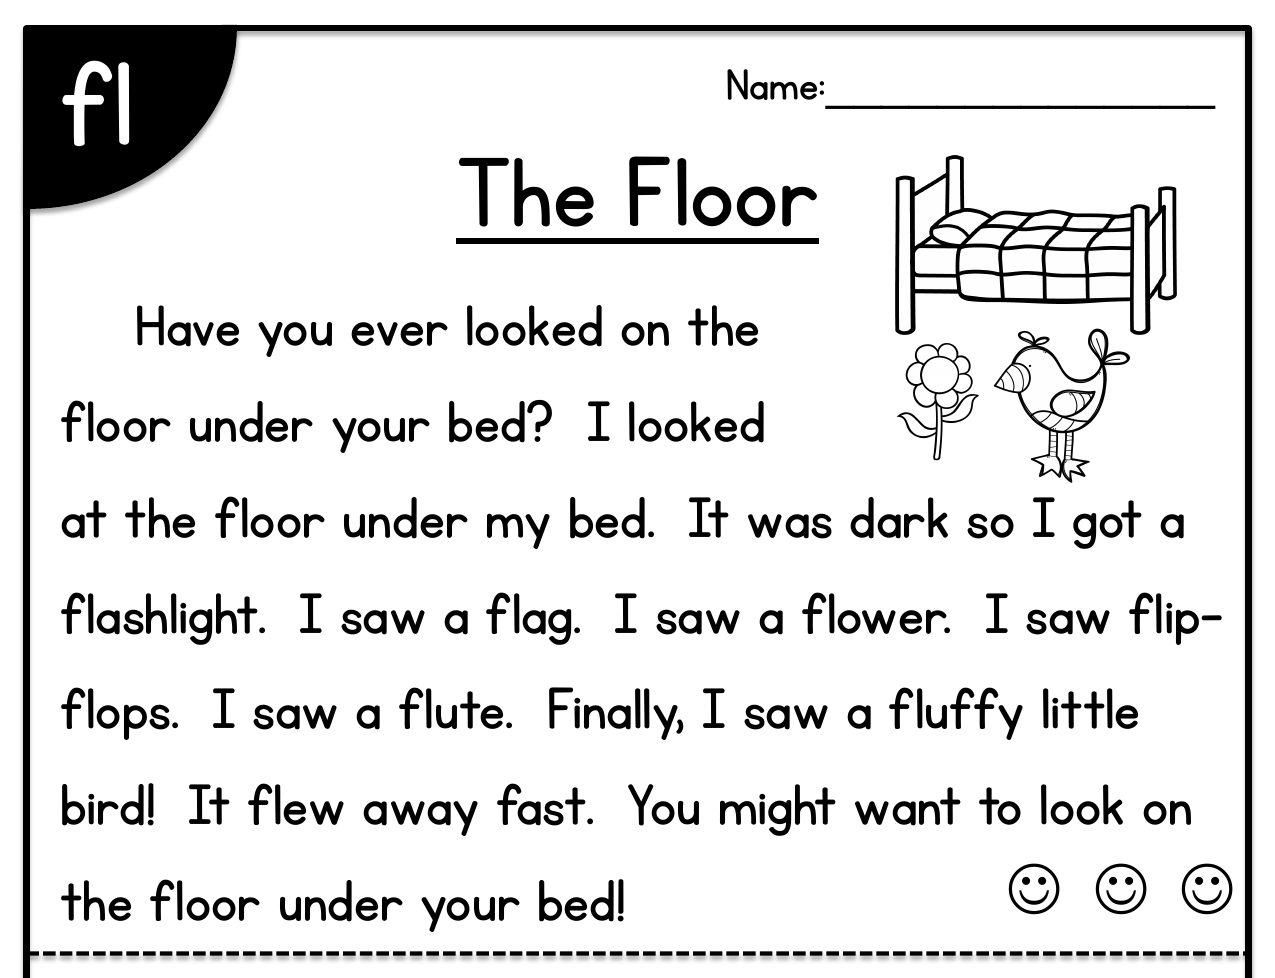 fl
Name:
The Floor
Have you ever looked on the
floor under your bed? I looked
at the floor under my bed. It was dark so I got a
flashlight. I saw a flag. I saw a flower. I saw flip-
flops. I saw a flute. Finally, I saw a fluffy little
bird! It flew away fast. You might want to look on
the floor under your bed!